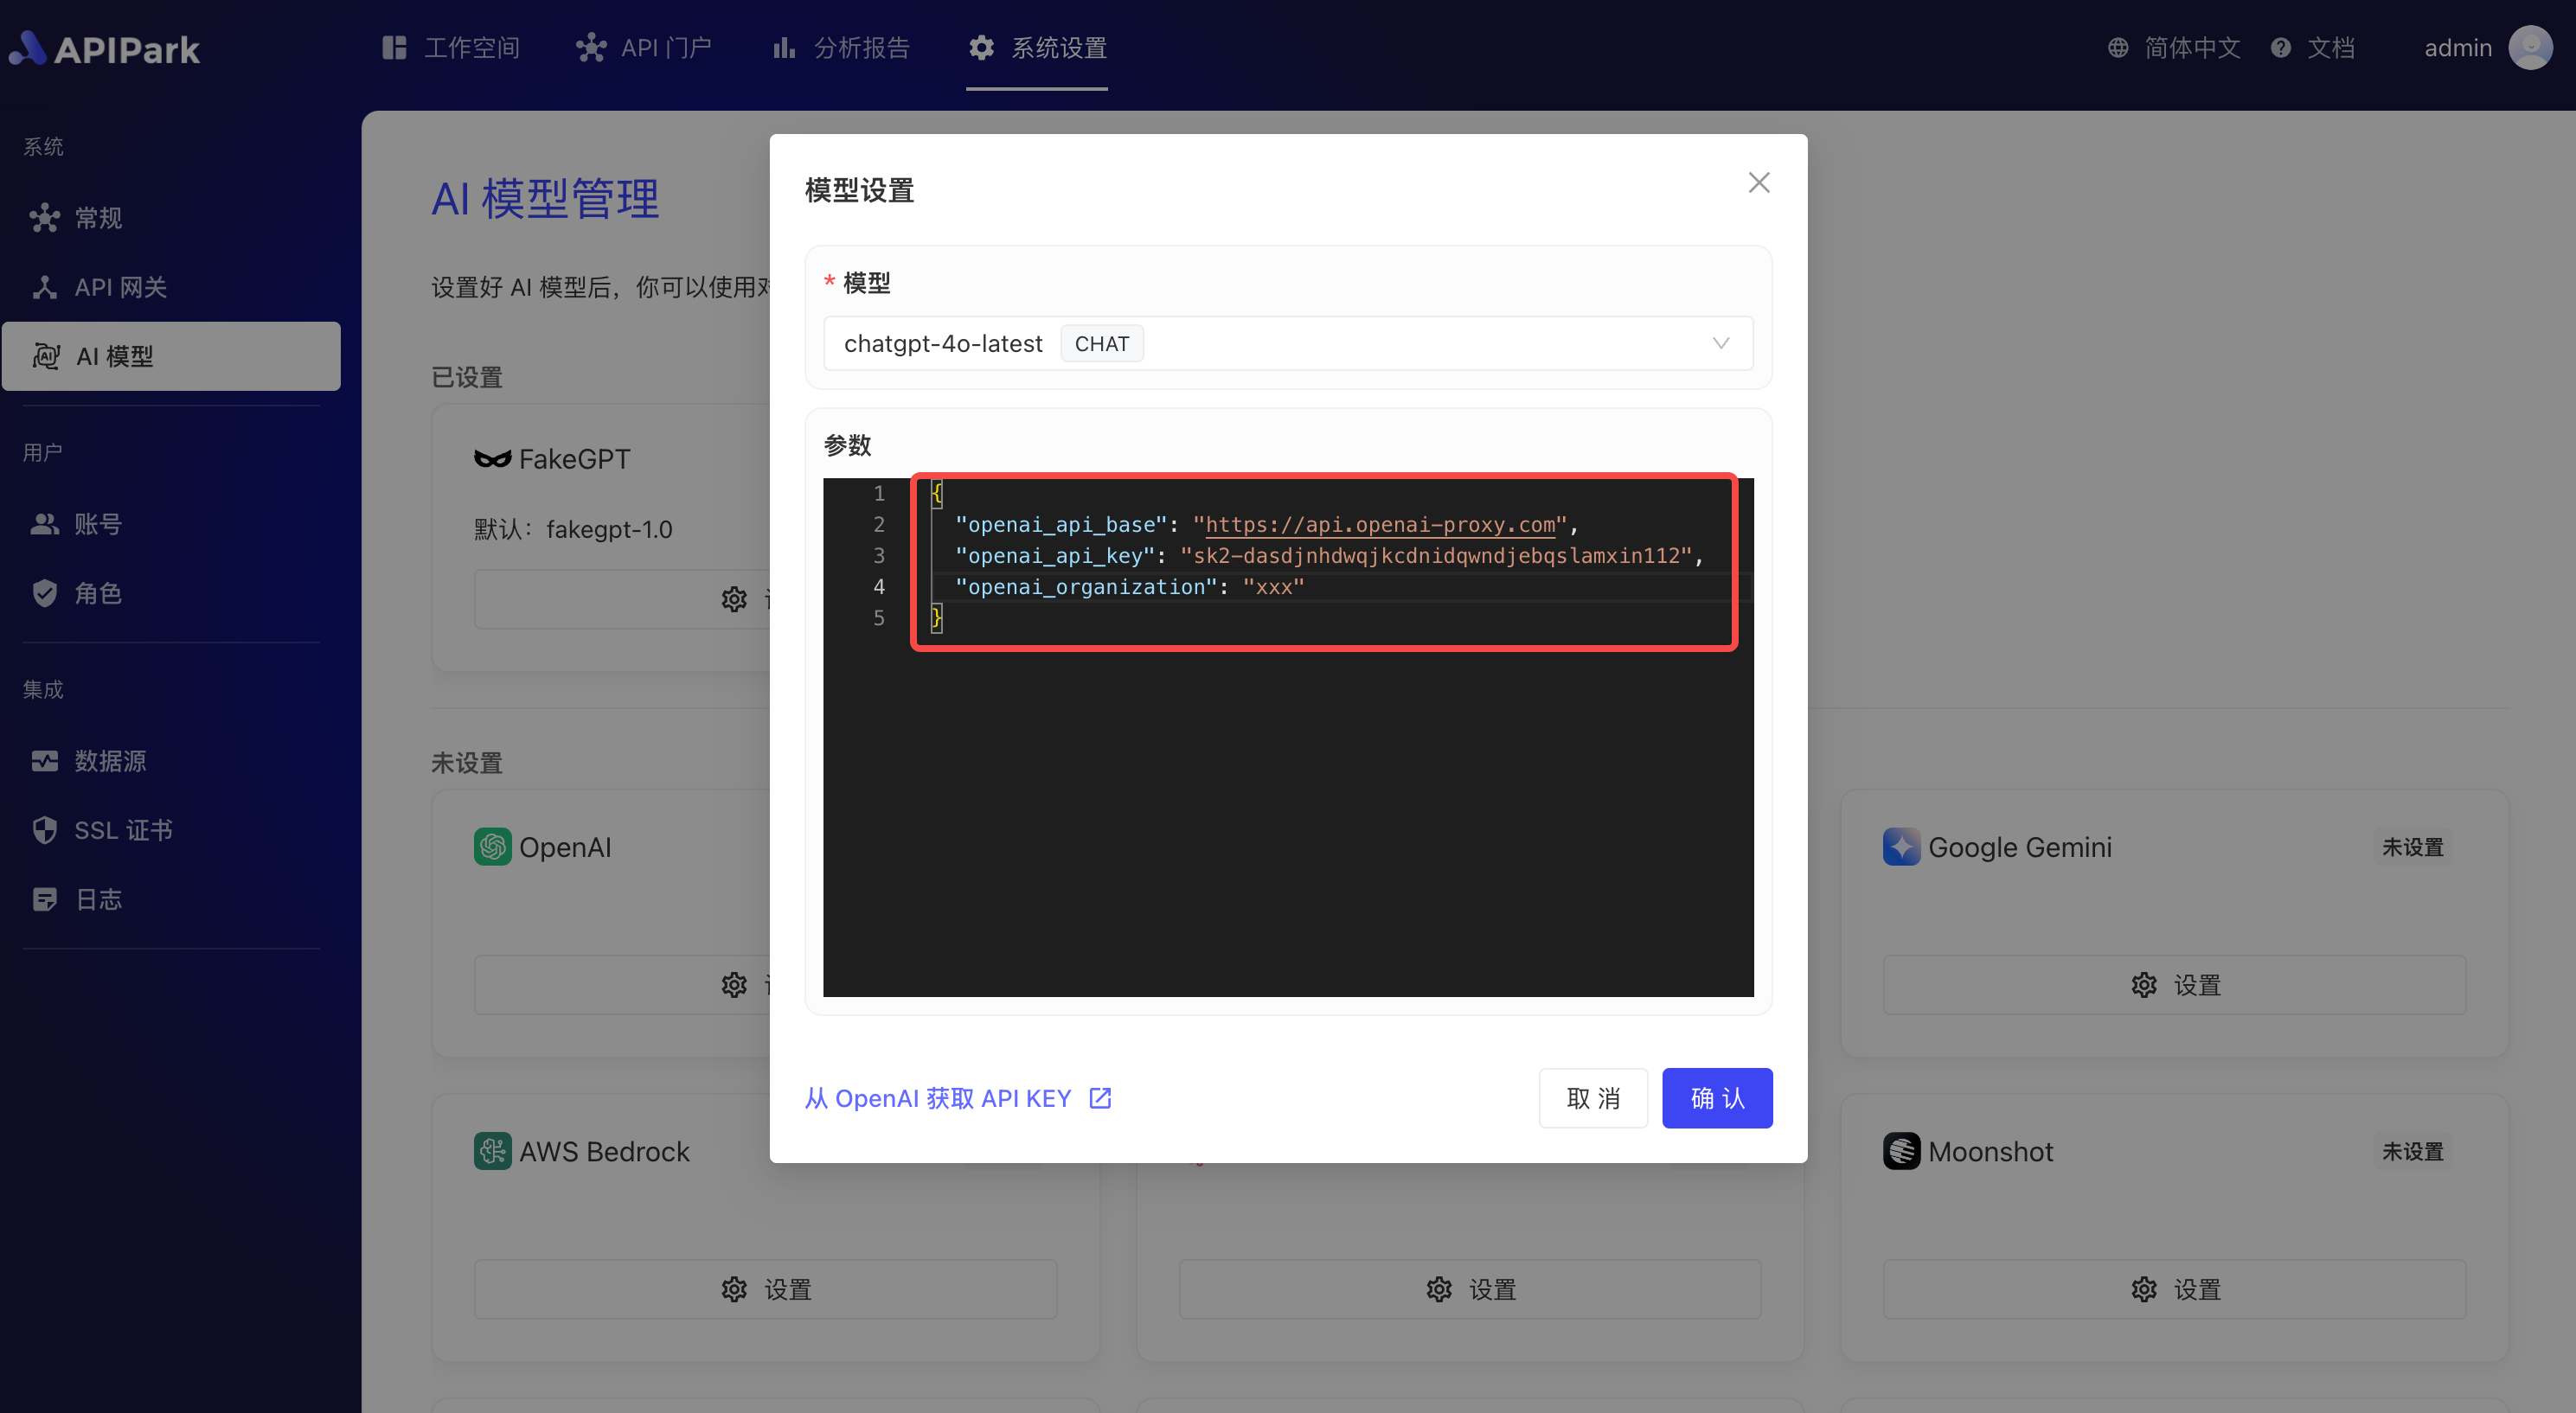 APIPark
工作空间
API 门户
分析报告
系统设置
简体中文
文档
admin
系统
常规
API 网关
AI 模型
用户
账号
角色
集成
数据源
SSL 证书
日志
AI 模型管理
设置好 AI 模型后，你可以使用
已设置
FakeGPT
默认：fakegpt-1.0
未设置
OpenAI
Google Gemini
未设置
设置
AWS Bedrock
Moonshot
未设置
设置
设置
设置
模型设置
* 模型
chatgpt-4o-latest CHAT
参数
1 {
2 "openai_api_base": "https://api.openai-proxy.com",
3 "openai_api_key": "sk2-dasdjnhdwqjkcdnidqwndjebqslamxin112",
4 "openai_organization": "xxx"
5 }
从 OpenAI 获取 API KEY
取 消
确 认